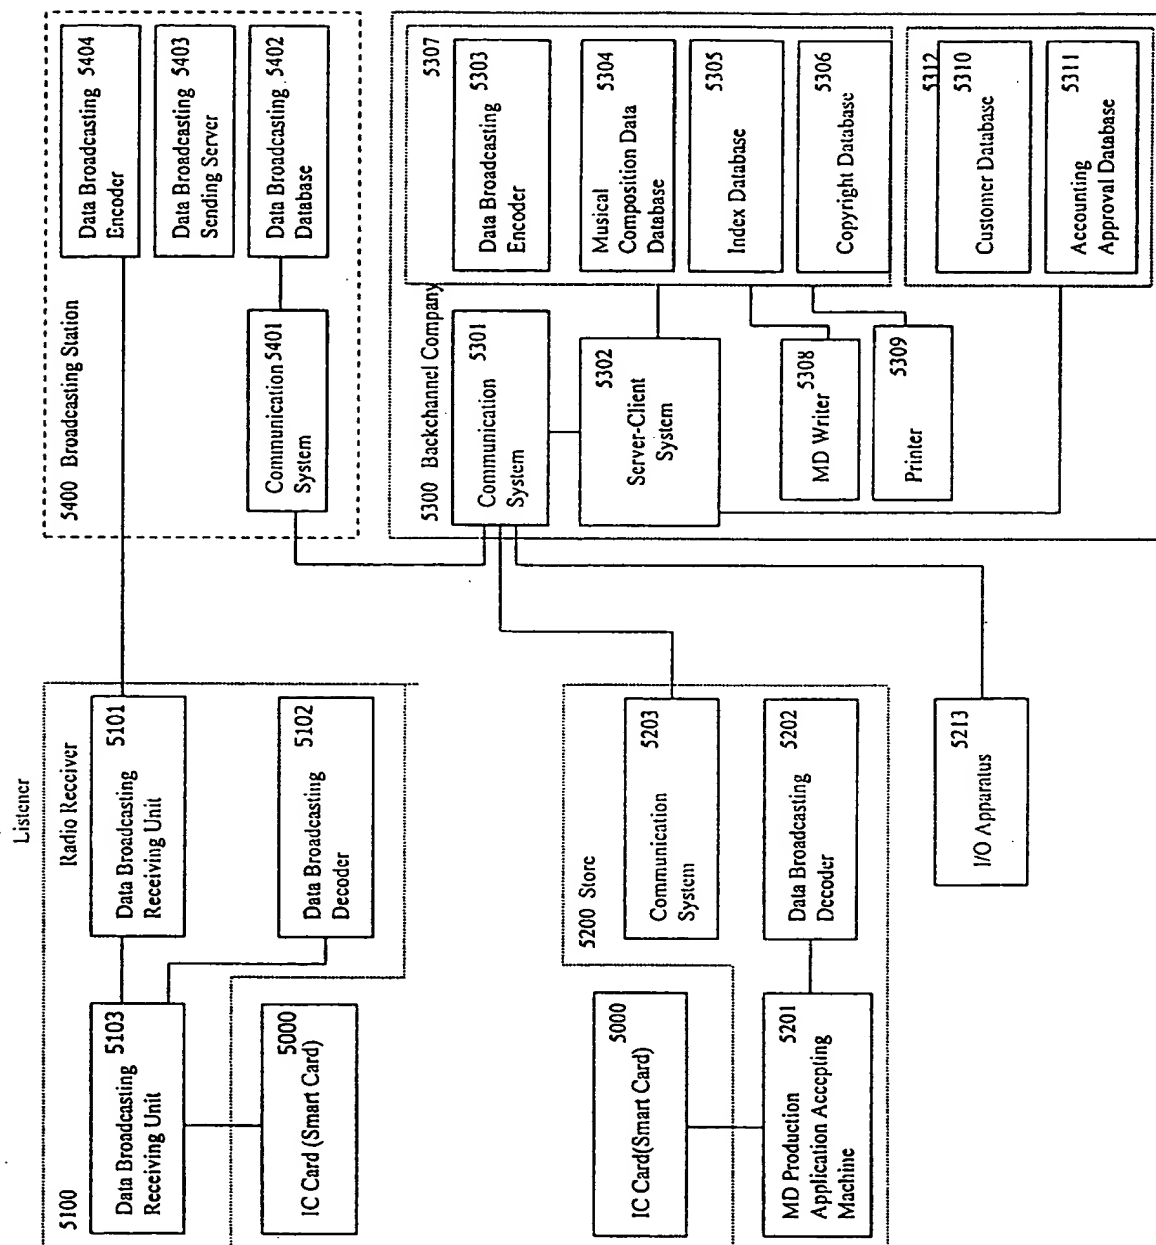 Listener
5100
Radio Receiver
5103
Data Broadcasting
Receiving Unit
5101
Data Broadcasting
Receiving Unit
5000
IC Card (Smart Card)
5102
Data Broadcasting
Decoder
5400 Broadcasting Station
Data Broadcasting 5404
Encoder
Data Broadcasting 5403
Sending Server
Communication 5401
System
Data Broadcasting 5402
Database
5300 Backchannel Company
5307
5301
Communication
System
5303
Data Broadcasting
Encoder
5302
Server-Client
System
5304
Musical
Composition Data
Database
5305
Index Database
5308
MD Writer
5306
Copyright Database
5309
Printer
5312
5310
Customer Database
5311
Accounting
Approval Database
5200 Store
5000
IC Card(Smart Card)
5203
Communication
System
5201
MD Production
Application Accepting
Machine
5202
Data Broadcasting
Decoder
5213
I/O Apparatus